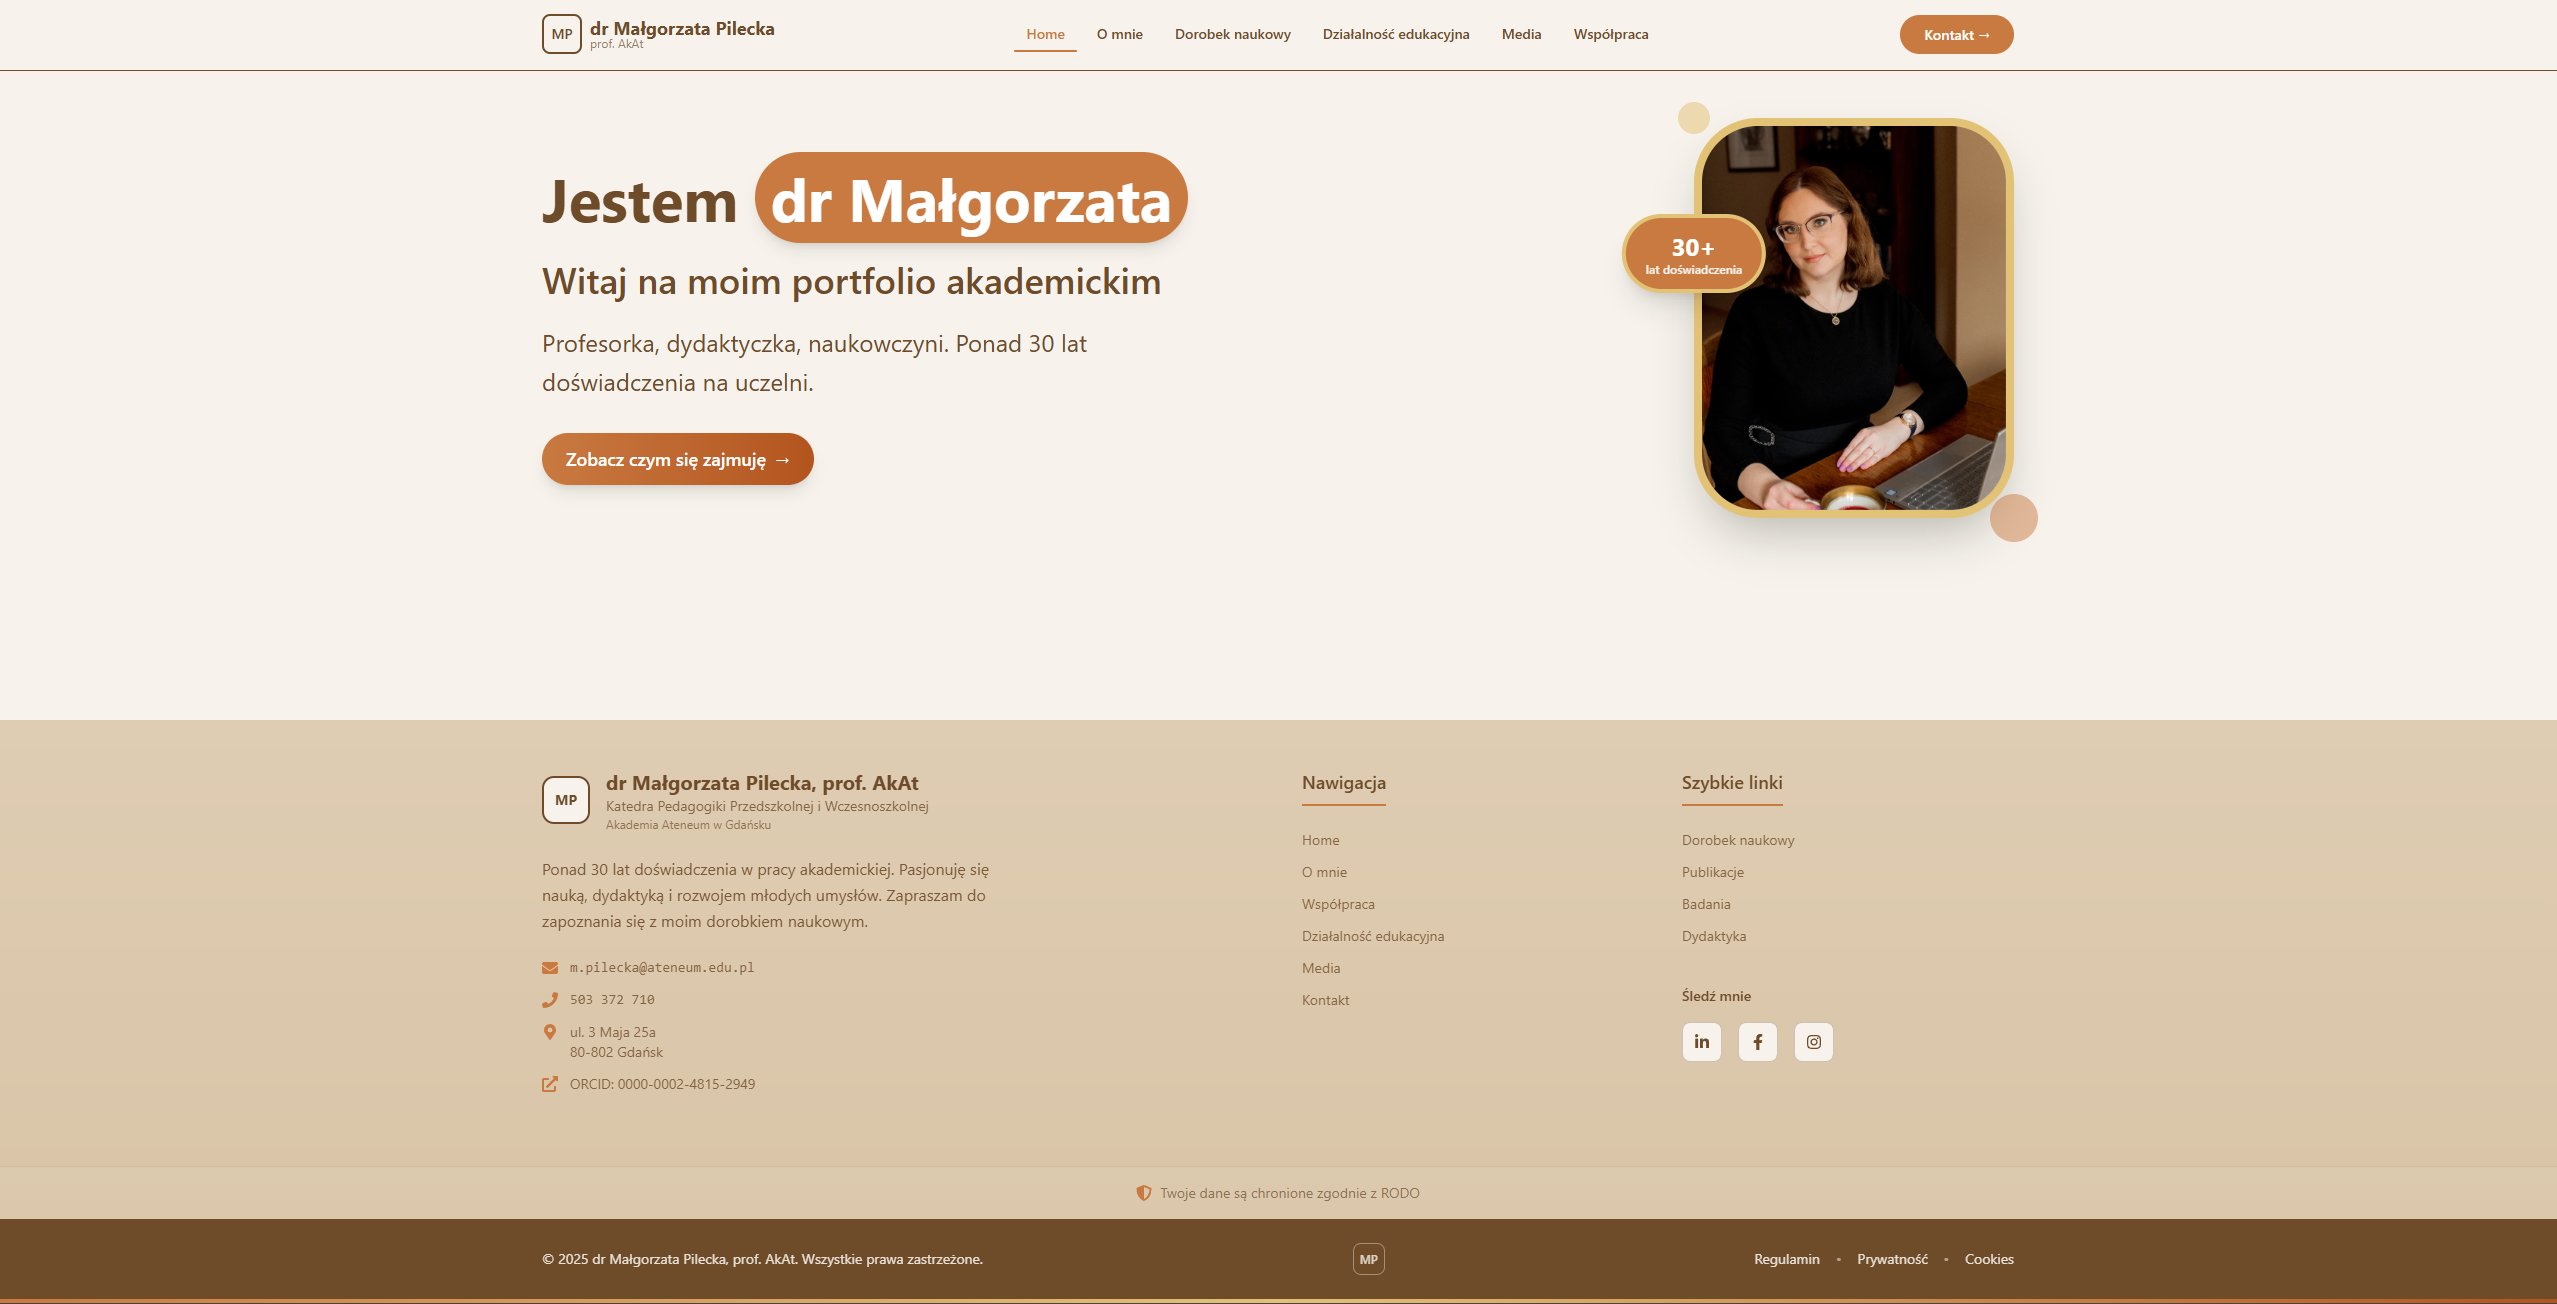 MP
dr Małgorzata Pilecka
prof. AkAt
Home
O mnie
Dorobek naukowy
Działalność edukacyjna
Media
Współpraca
Kontakt →
Jestem dr Małgorzata
Witaj na moim portfolio akademickim
Profesorka, dydaktyczka, naukowczyni. Ponad 30 lat
doświadczenia na uczelni.
Zobacz czym się zajmuję →
30+
lat doświadczenia
MP
dr Małgorzata Pilecka, prof. AkAt
Katedra Pedagogiki Przedszkolnej i Wczesnoszkolnej
Akademia Ateneum w Gdańsku
Ponad 30 lat doświadczenia w pracy akademickiej. Pasjonuję się
nauką, dydaktyką i rozwojem młodych umysłów. Zapraszam do
zapoznania się z moim dorobkiem naukowym.
m.pilecka@ateneum.edu.pl
503 372 710
ul. 3 Maja 25a
80-802 Gdańsk
ORCID: 0000-0002-4815-2949
Nawigacja
Home
O mnie
Współpraca
Działalność edukacyjna
Media
Kontakt
Szybkie linki
Dorobek naukowy
Publikacje
Badania
Dydaktyka
Śledź mnie
Twoje dane są chronione zgodnie z RODO
© 2025 dr Małgorzata Pilecka, prof. AkAt. Wszystkie prawa zastrzeżone.
MP
Regulamin • Prywatność • Cookies